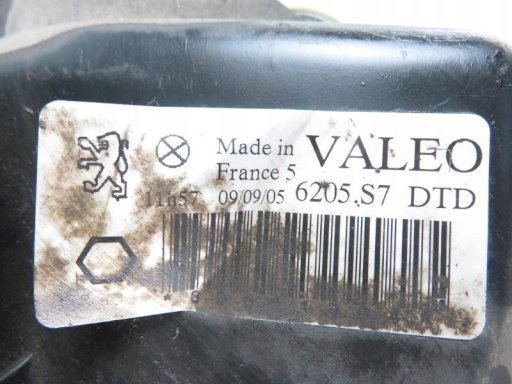 Made in VALEO
France 5
11h57 09/09/05 6205.S7 DTD